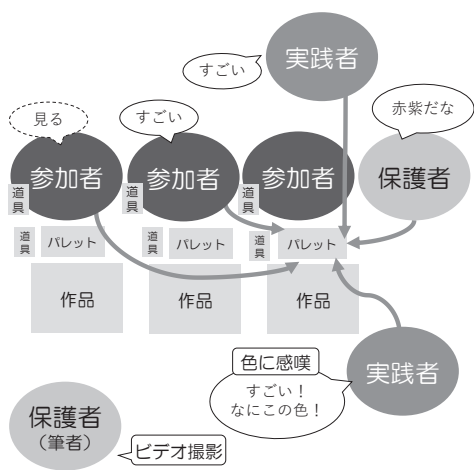 実践者
すごい
見る
すごい
赤紫だな
参加者
参加者
参加者
保護者
道具
道具
道具
道具
パレット
道具
パレット
道具
パレット
作品
作品
作品
色に感嘆
すごい！
なにこの色！
実践者
保護者
（筆者）
ビデオ撮影